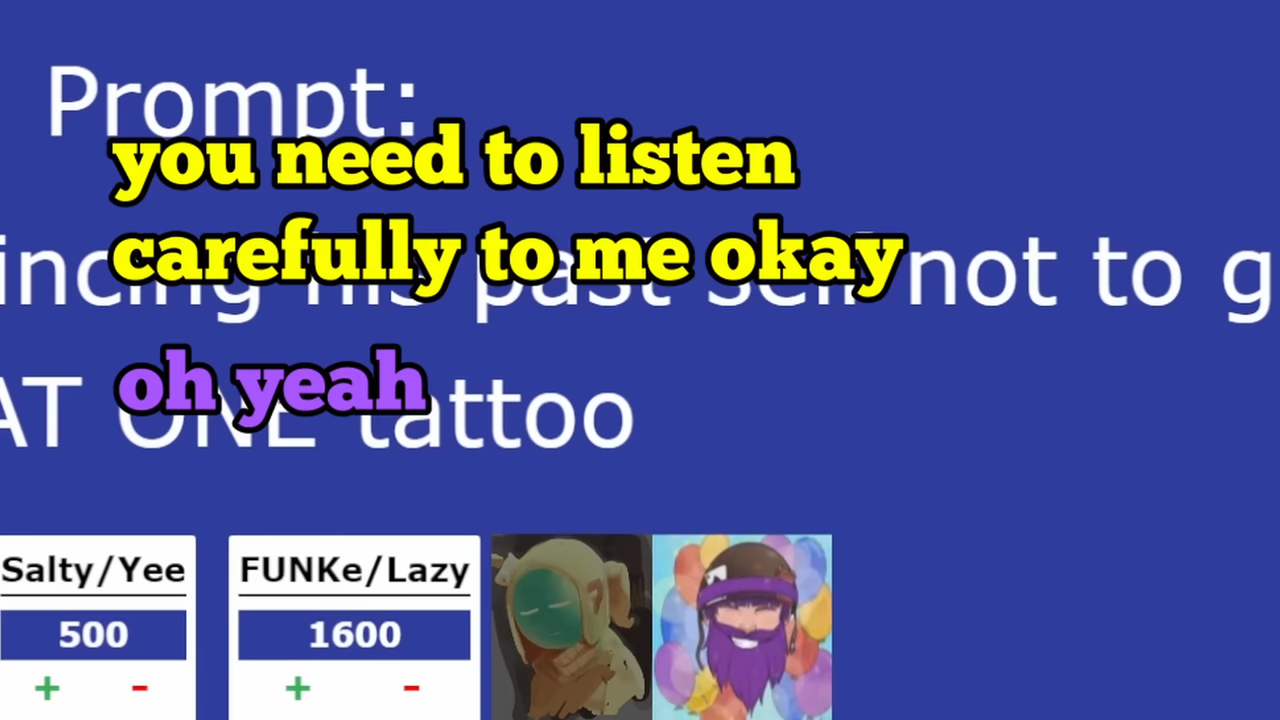 Prompt:
you need to listen
carefully to me okay
not to g
oh yeah
tattoo
Salty/Yee
FUNKe/Lazy
500
1600
+ -
+ -
7